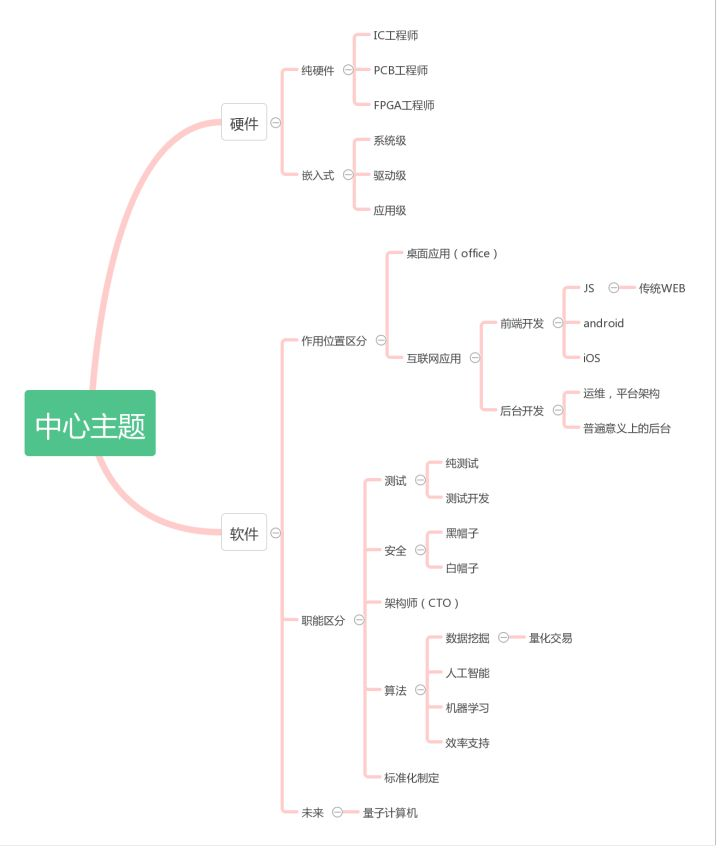 中心主题
硬件
纯硬件
IC工程师
PCB工程师
FPGA工程师
嵌入式
系统级
驱动级
应用级
软件
作用位置区分
桌面应用（office）
互联网应用
前端开发
JS
传统WEB
android
iOS
后台开发
运维，平台架构
普遍意义上的后台
职能区分
测试
纯测试
测试开发
安全
黑帽子
白帽子
架构师（CTO）
算法
数据挖掘
量化交易
人工智能
机器学习
效率支持
标准化制定
未来
量子计算机